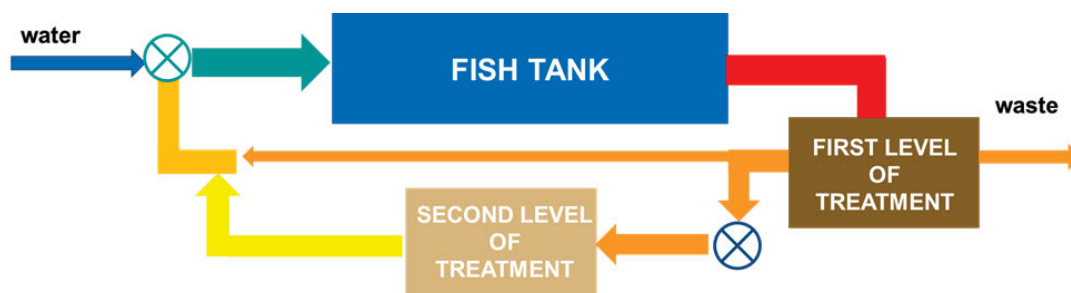 water
FISH TANK
waste
FIRST LEVEL
OF
TREATMENT
SECOND LEVEL
OF
TREATMENT